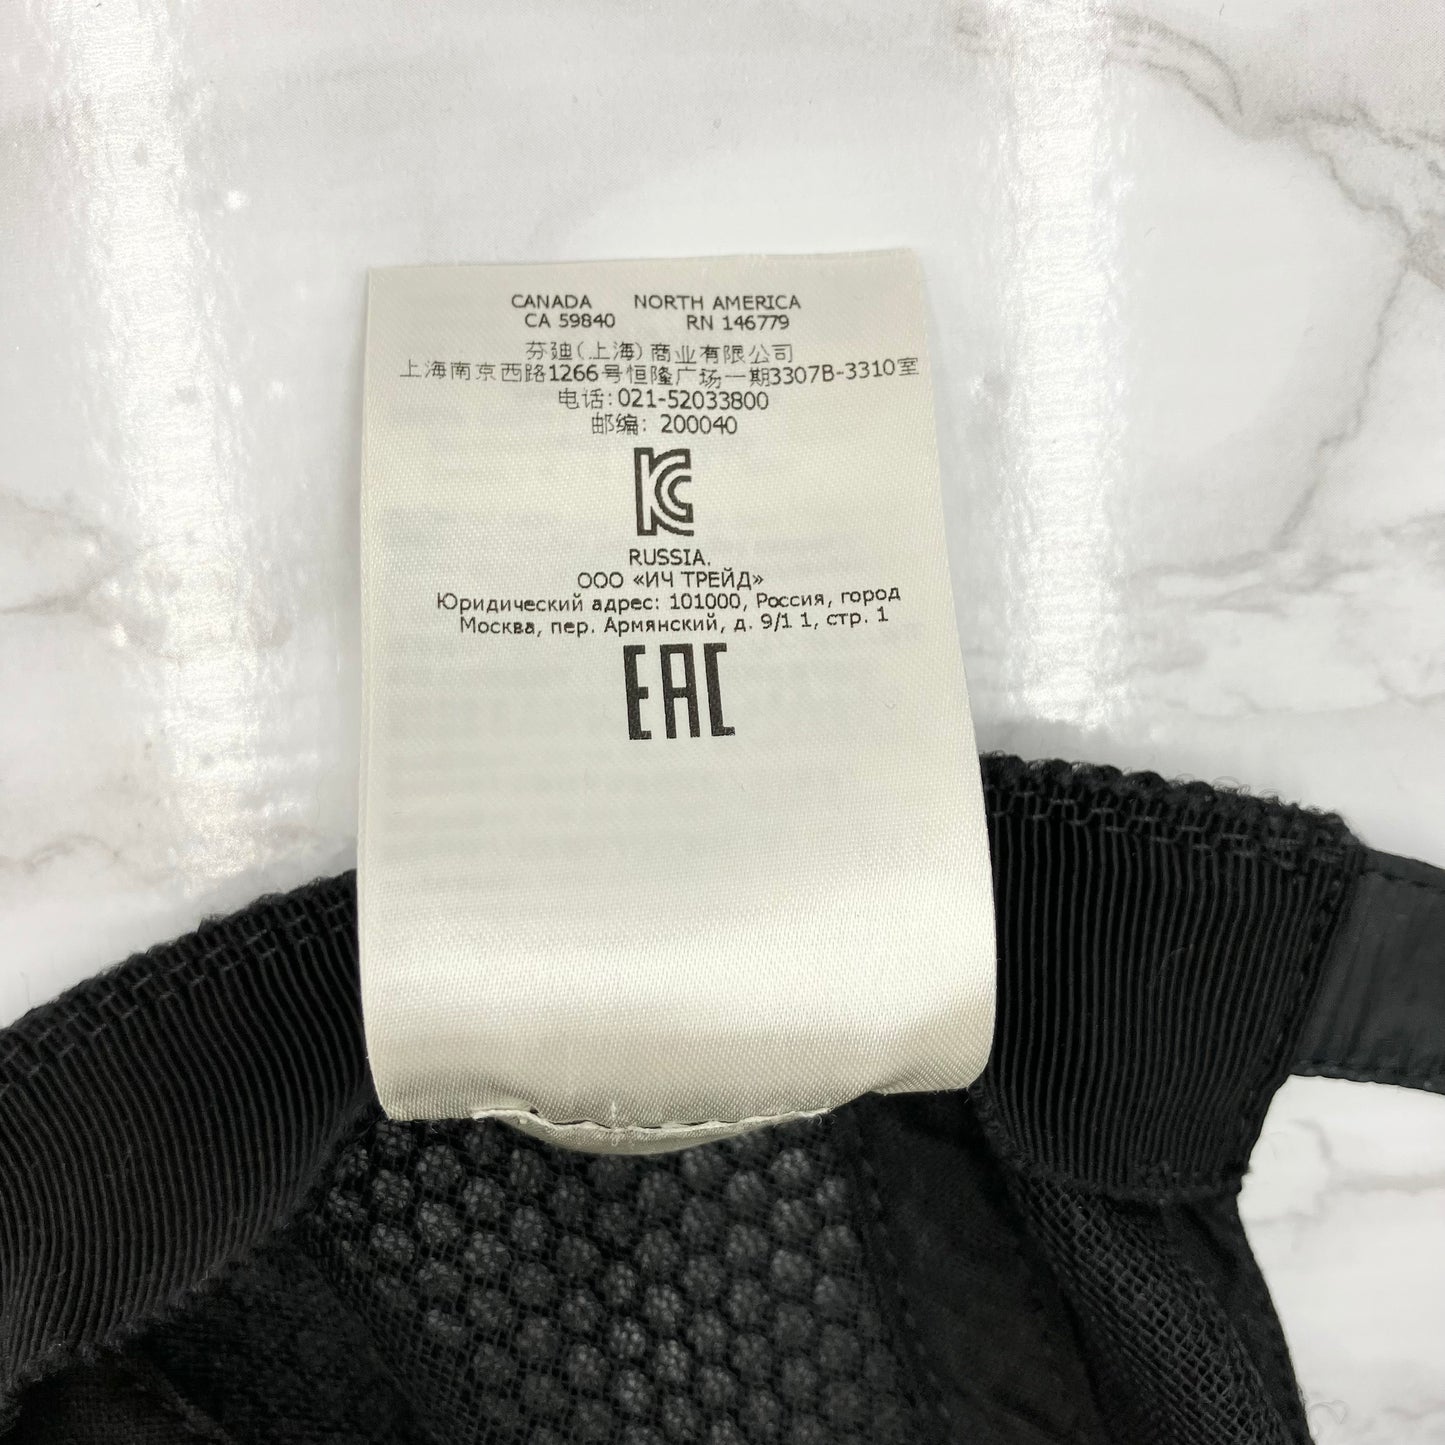 CANADA NORTH AMERICA
CA 59840 RN 146779
芬迪(上海)商业有限公司
上海南京西路1266号恒隆广场一期3307B-3310室
电话:021-52033800
邮编: 200040
KC
RUSSIA.
ООО «ИЧ ТРЕЙД»
Юридический адрес: 101000, Россия, город
Москва, пер. Армянский, д. 9/1 1, стр. 1
EAC